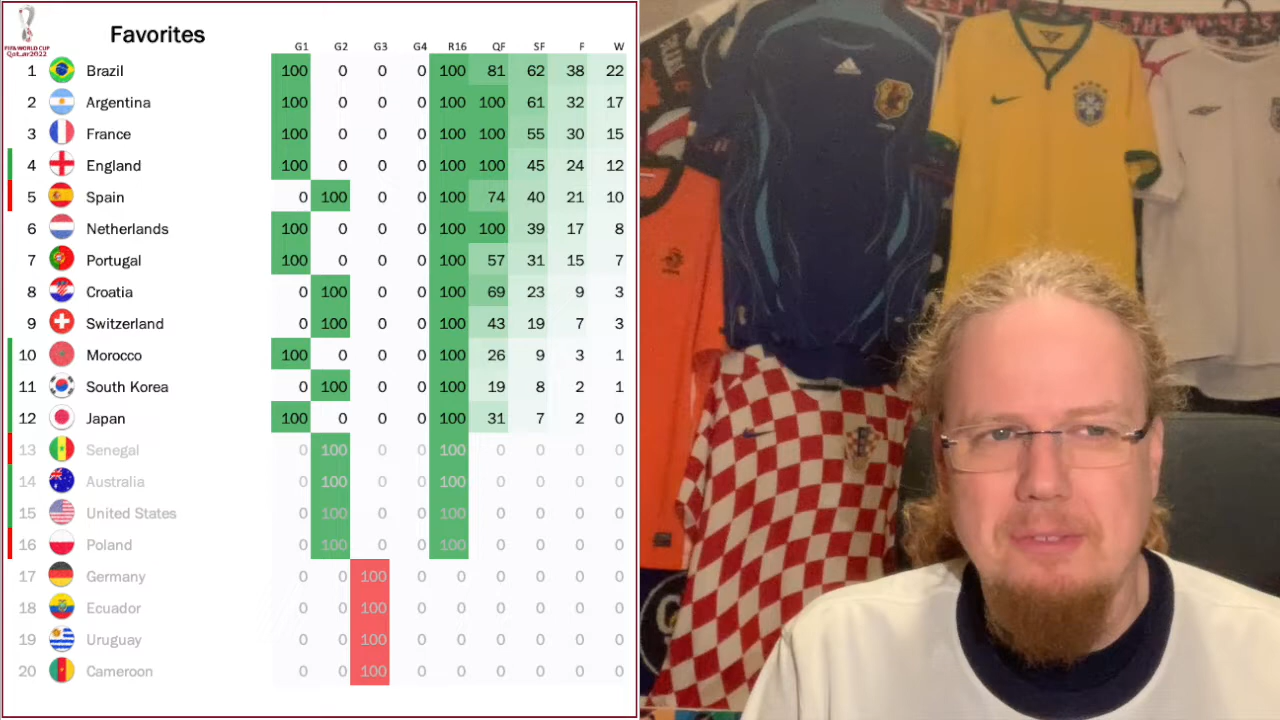 FIFA WORLD CUP
Qatar2022
Favorites
G1 G2 G3 G4 R16 QF SF F W
1 Brazil 100 0 0 0 100 81 62 38 22
2 Argentina 100 0 0 0 100 100 61 32 17
3 France 100 0 0 0 100 100 55 30 15
4 England 100 0 0 0 100 100 45 24 12
5 Spain 0 100 0 0 100 74 40 21 10
6 Netherlands 100 0 0 0 100 100 39 17 8
7 Portugal 100 0 0 0 100 57 31 15 7
8 Croatia 0 100 0 0 100 69 23 9 3
9 Switzerland 0 100 0 0 100 43 19 7 3
10 Morocco 100 0 0 0 100 26 9 3 1
11 South Korea 0 100 0 0 100 19 8 2 1
12 Japan 100 0 0 0 100 31 7 2 0
13 Senegal 0 100 0 0 100 0 0 0 0
14 Australia 0 100 0 0 100 0 0 0 0
15 United States 0 100 0 0 100 0 0 0 0
16 Poland 0 100 0 0 100 0 0 0 0
17 Germany 0 0 100 0 0 0 0 0 0
18 Ecuador 0 0 100 0 0 0 0 0 0
19 Uruguay 0 0 100 0 0 0 0 0 0
20 Cameroon 0 0 100 0 0 0 0 0 0
THE WINNERS